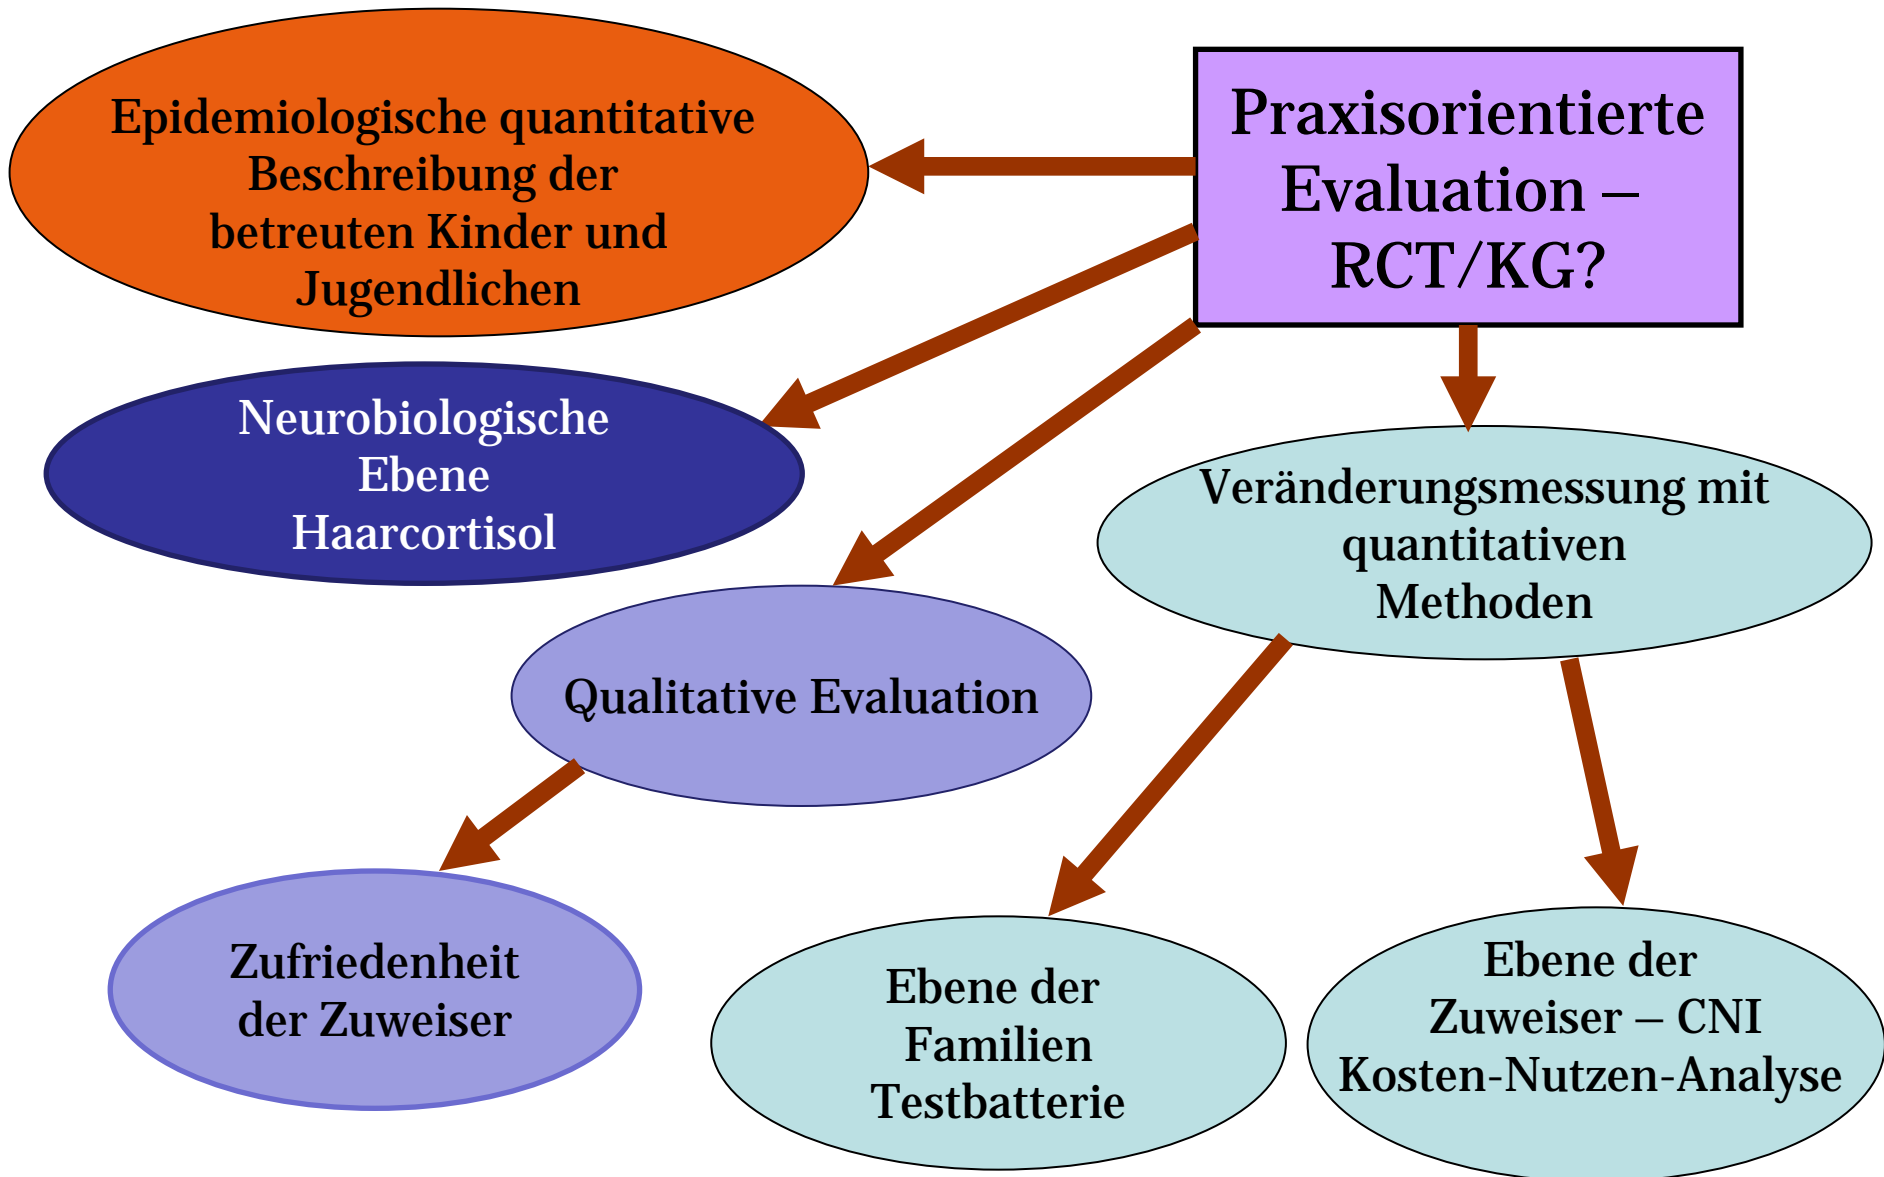 Epidemiologische quantitative
Beschreibung der
betreuten Kinder und
Jugendlichen
Praxisorientierte
Evaluation –
RCT/KG?
Neurobiologische
Ebene
Haarcortisol
Veränderungsmessung mit
quantitativen
Methoden
Qualitative Evaluation
Zufriedenheit
der Zuweiser
Ebene der
Familien
Testbatterie
Ebene der
Zuweiser – CNI
Kosten-Nutzen-Analyse